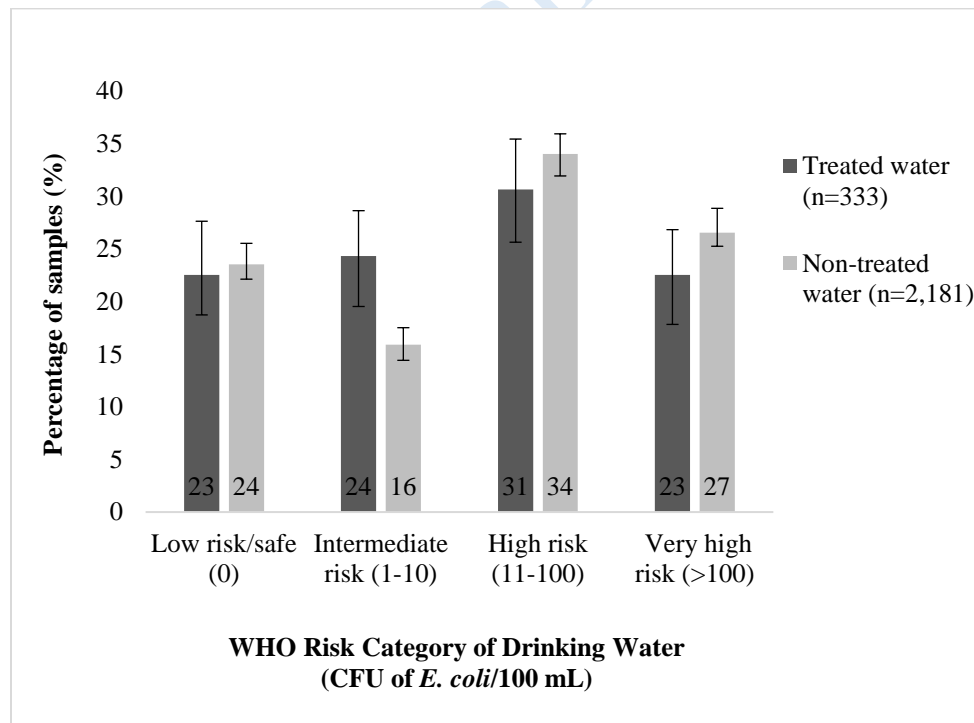 40
35
30
25
20
15
10
5
0
Percentage of samples (%)
23 24 24 16 31 34 23 27
Low risk/safe (0)
Intermediate risk (1-10)
High risk (11-100)
Very high risk (>100)
WHO Risk Category of Drinking Water
(CFU of E. coli/100 mL)
Treated water
(n=333)
Non-treated
water (n=2,181)